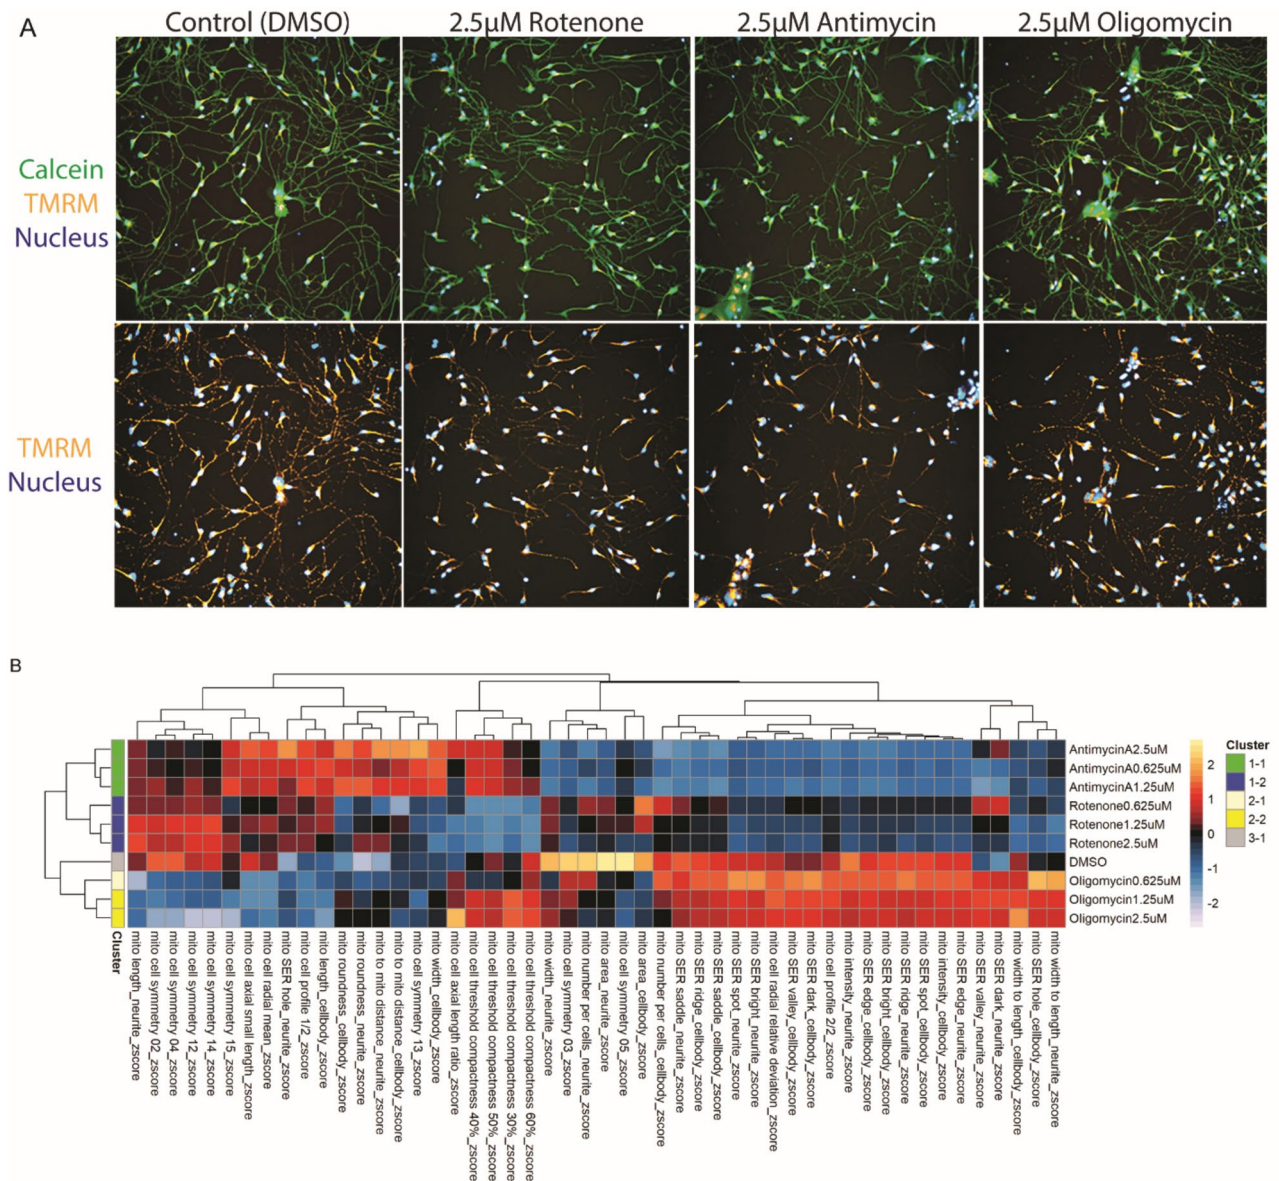 A
Control (DMSO)
2.5µM Rotenone
2.5µM Antimycin
2.5µM Oligomycin
Calcein
TMRM
Nucleus
TMRM
Nucleus
B
AntimycinA2.5uM
AntimycinA0.625uM
AntimycinA1.25uM
Rotenone0.625uM
Rotenone1.25uM
Rotenone2.5uM
DMSO
Oligomycin0.625uM
Oligomycin1.25uM
Oligomycin2.5uM
2
1
0
-1
-2
Cluster
1-1
1-2
2-1
2-2
3-1
Cluster
mito length_neurite_zscore
mito cell symmetry 02_zscore
mito cell symmetry 04_zscore
mito cell symmetry 12_zscore
mito cell symmetry 14_zscore
mito cell symmetry 15_zscore
mito cell axial small length_zscore
mito cell radial mean_zscore
mito SER hole_neurite_zscore
mito cell profile 1/2_zscore
mito length_cellbody_zscore
mito roundness_cellbody_zscore
mito roundness_neurite_zscore
mito to mito distance_neurite_zscore
mito to mito distance_cellbody_zscore
mito cell symmetry 13_zscore
mito width_cellbody_zscore
mito cell axial length ratio_zscore
mito cell threshold compactness 40%_zscore
mito cell threshold compactness 50%_zscore
mito cell threshold compactness 30%_zscore
mito cell threshold compactness 60%_zscore
mito width_neurite_zscore
mito cell symmetry 03_zscore
mito number per cells_neurite_zscore
mito area_neurite_zscore
mito cell symmetry 05_zscore
mito area_cellbody_zscore
mito number per cells_cellbody_zscore
mito SER saddle_neurite_zscore
mito SER ridge_cellbody_zscore
mito SER saddle_cellbody_zscore
mito SER spot_neurite_zscore
mito SER bright_neurite_zscore
mito cell radial relative deviation_zscore
mito SER valley_cellbody_zscore
mito SER dark_cellbody_zscore
mito cell profile 2/2_zscore
mito intensity_neurite_zscore
mito SER edge_cellbody_zscore
mito SER bright_cellbody_zscore
mito SER ridge_neurite_zscore
mito SER spot_cellbody_zscore
mito intensity_cellbody_zscore
mito SER edge_neurite_zscore
mito SER valley_neurite_zscore
mito SER dark_neurite_zscore
mito width to length_cellbody_zscore
mito SER hole_cellbody_zscore
mito width to length_neurite_zscore